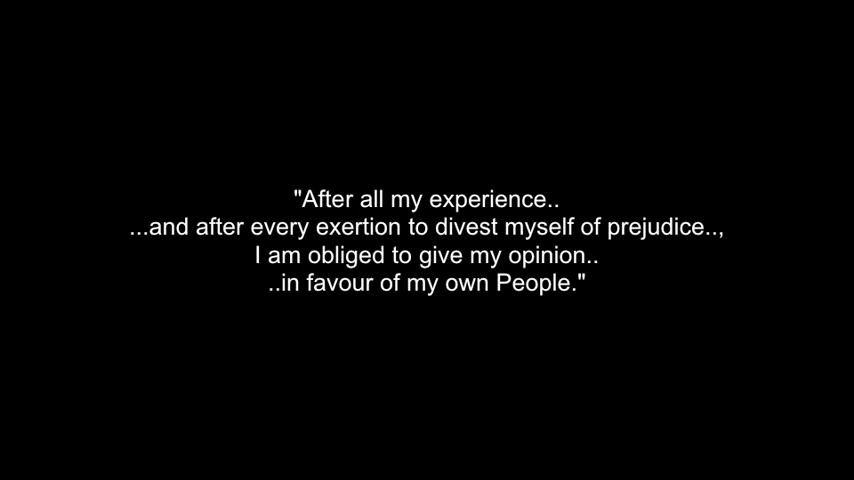 "After all my experience..
...and after every exertion to divest myself of prejudice..,
I am obliged to give my opinion..
..in favour of my own People."